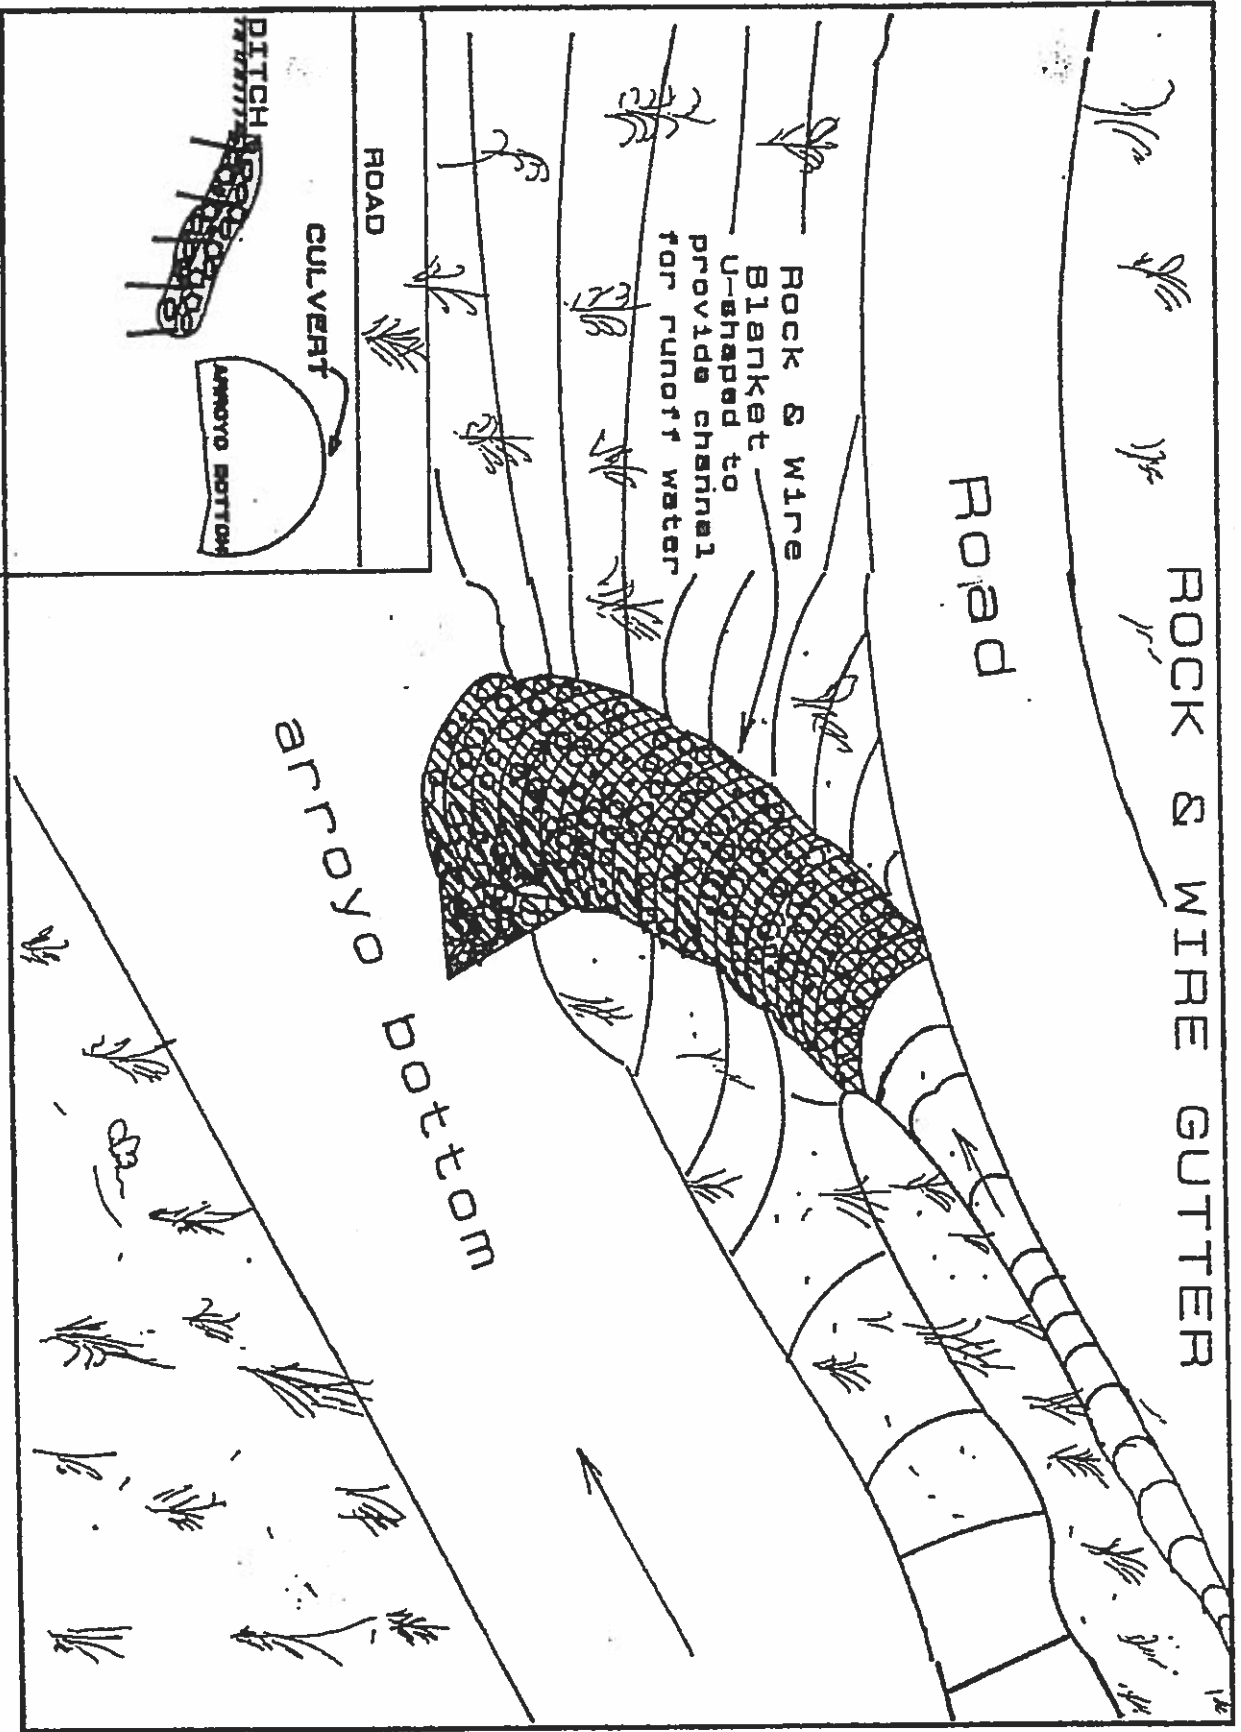 ROCK & WIRE GUTTER
Road
Rock & Wire
Blanket
U-shaped to
provide channel
for runoff water
arroyo bottom
ROAD
CULVERT
DITCH
ARROYO BOTTOM